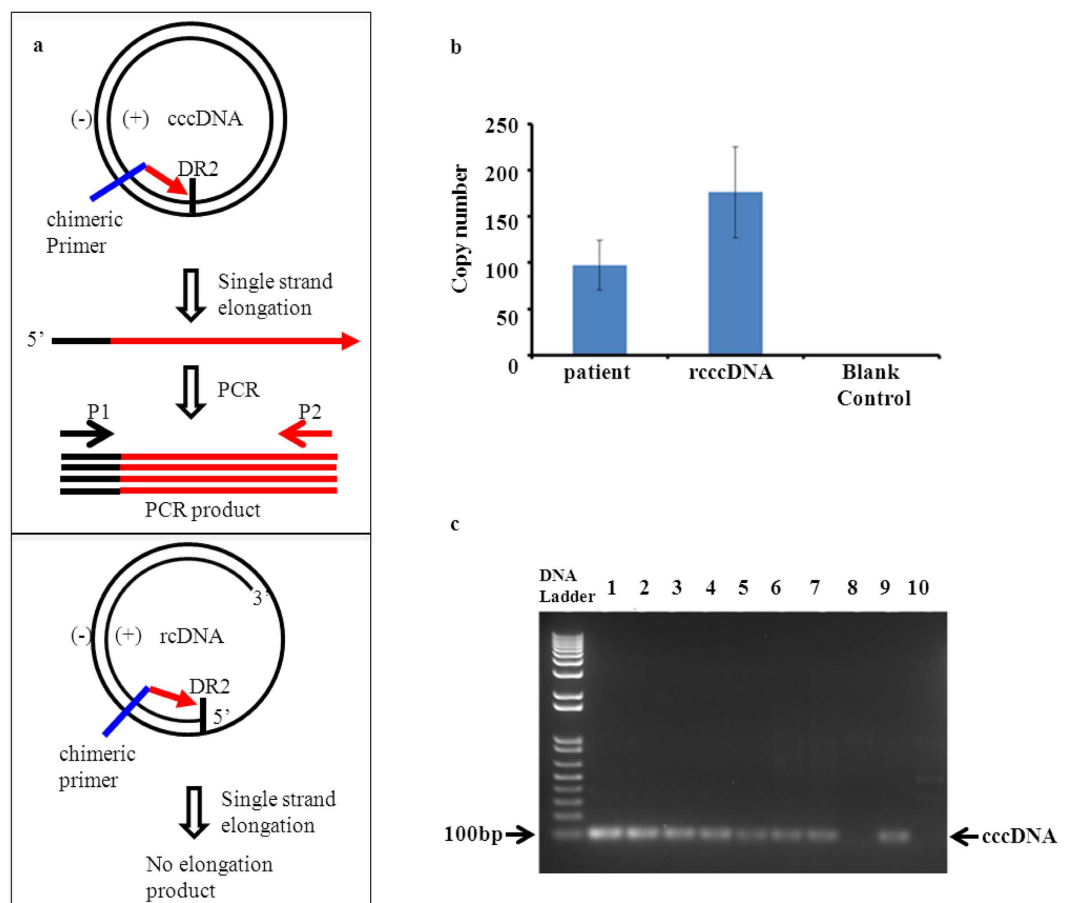 a
(-)
(+)
cccDNA
DR2
chimeric
Primer
Single strand
elongation
5’
PCR
P1
P2
PCR product
3’
(-)
(+)
rcDNA
DR2
5’
chimeric
primer
Single strand
elongation
No elongation
product
b
Copy number
250
200
150
100
50
0
patient
rcccDNA
Blank
Control
c
DNA
Ladder
1 2 3 4 5 6 7 8 9 10
100bp
cccDNA